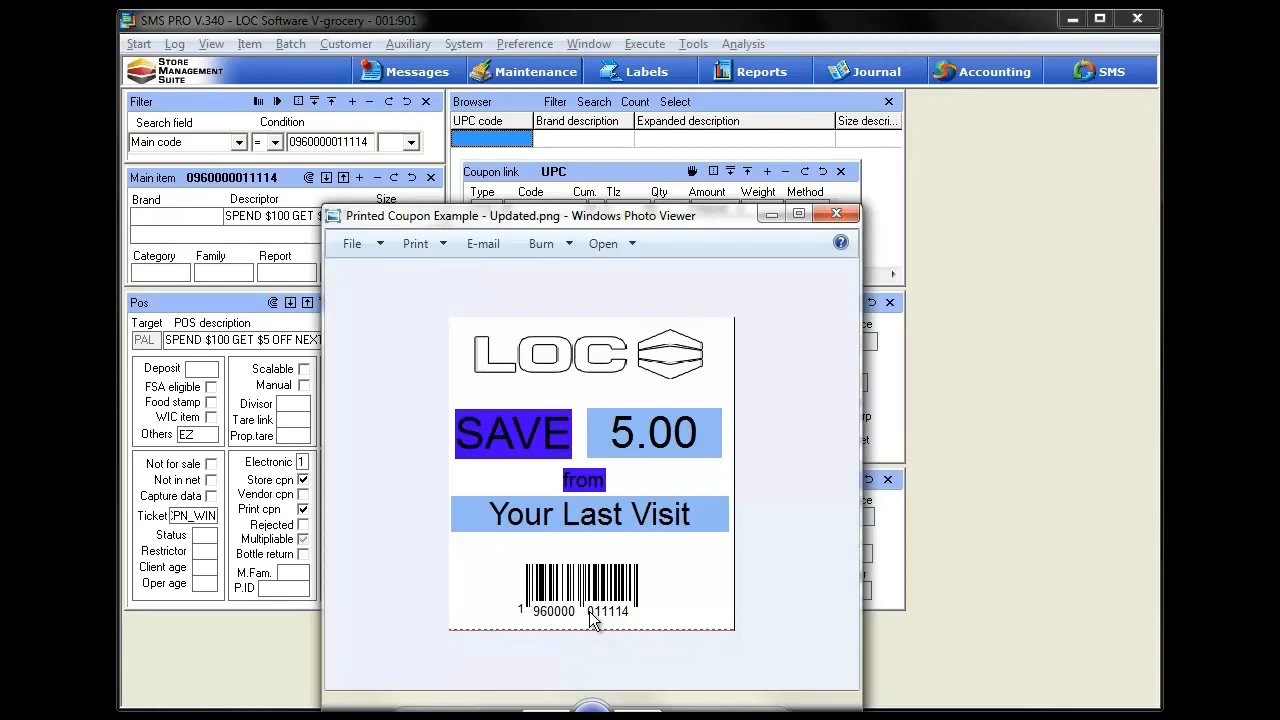 SMS PRO V.340 - LOC Software V-grocery - 001:901
Start Log View Item Batch Customer Auxiliary System Preference Window Execute Tools Analysis
STORE MANAGEMENT SUITE
Messages Maintenance Labels Reports Journal Accounting SMS
Filter
Search field Condition
Main code = 0960000011114
Browser Filter Search Count Select
UPC code Brand description Expanded description Size descri...
Coupon link UPC
Type Code Cum. Tlz Qty Amount Weight Method
Main item 0960000011114
Brand Descriptor Size
SPEND $100 GET $
Category Family Report
Printed Coupon Example - Updated.png - Windows Photo Viewer
File Print E-mail Burn Open
LOC
SAVE 5.00
from
Your Last Visit
1 960000 011114
Pos
Target POS description
PAL SPEND $100 GET $5 OFF NEXT
Deposit
FSA eligible
Food stamp
WIC item
Others EZ
Scalable
Manual
Divisor
Tare link
Prop.tare
Not for sale
Not in net
Capture data
Ticket CPN_WIN
Status
Restrictor
Client age
Oper age
Electronic 1
Store cpn
Vendor cpn
Print cpn
Rejected
Multipliable
Bottle return
M.Fam.
P.ID